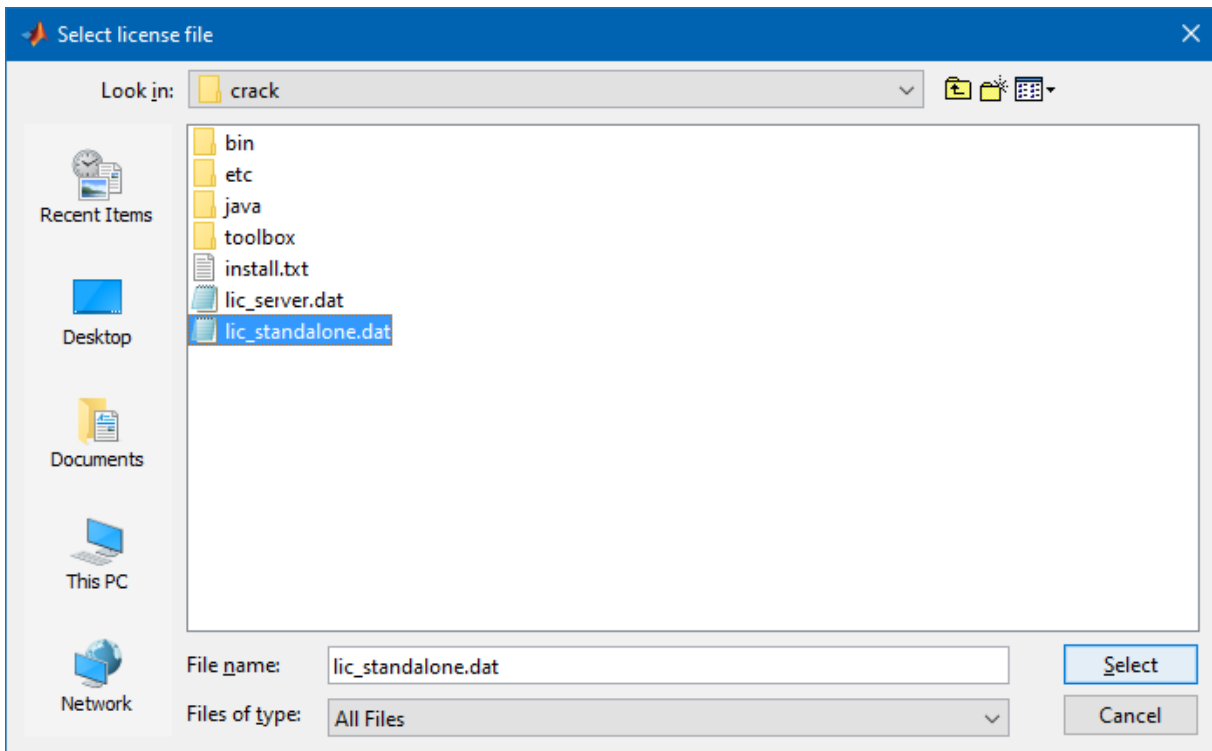 Select license file
Look in: crack
bin
etc
java
toolbox
install.txt
lic_server.dat
lic_standalone.dat
Recent Items
Desktop
Documents
This PC
Network
File name: lic_standalone.dat Select
Files of type: All Files Cancel